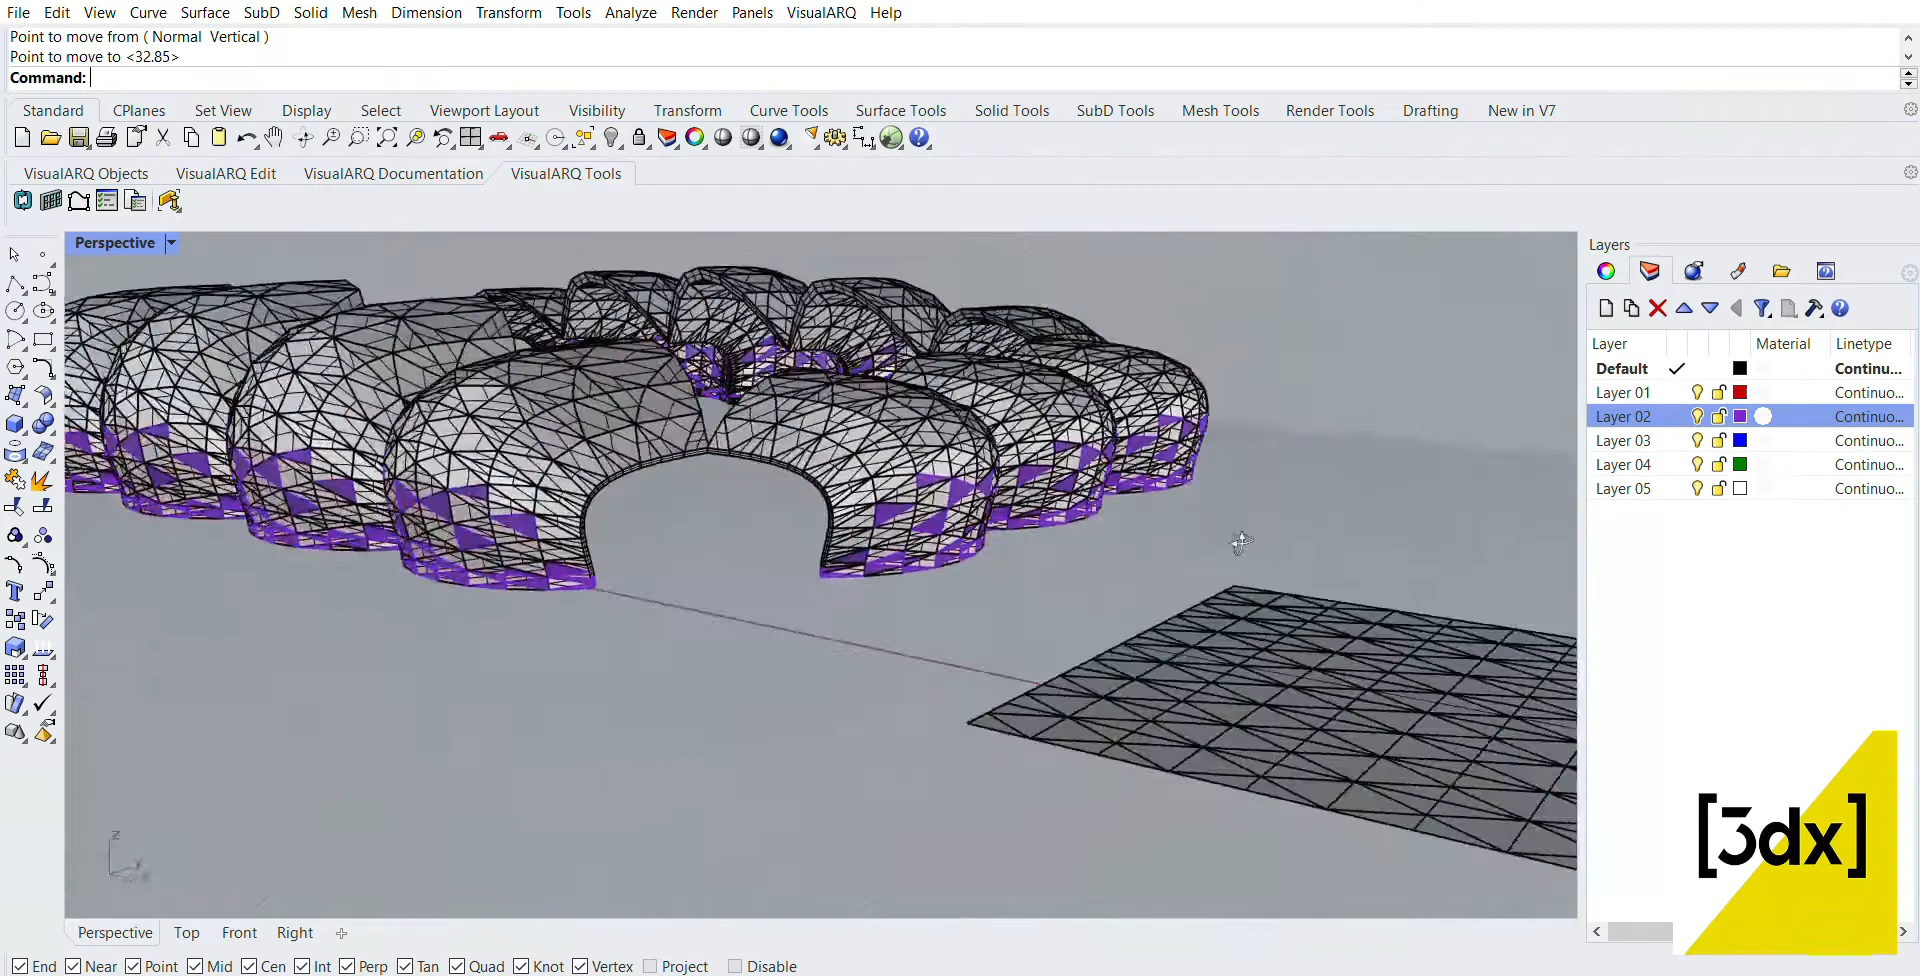 File Edit View Curve Surface SubD Solid Mesh Dimension Transform Tools Analyze Render Panels VisualARQ Help
Point to move from ( Normal Vertical )
Point to move to <32.85>
Command:
Standard CPlanes Set View Display Select Viewport Layout Visibility Transform Curve Tools Surface Tools Solid Tools SubD Tools Mesh Tools Render Tools Drafting New in V7
VisualARQ Objects VisualARQ Edit VisualARQ Documentation VisualARQ Tools
Perspective
Layers
Layer Material Linetype
Default Continu...
Layer 01 Continuo...
Layer 02 Continuo...
Layer 03 Continuo...
Layer 04 Continuo...
Layer 05 Continuo...
[3dx]
z
Perspective Top Front Right
End Near Point Mid Cen Int Perp Tan Quad Knot Vertex Project Disable